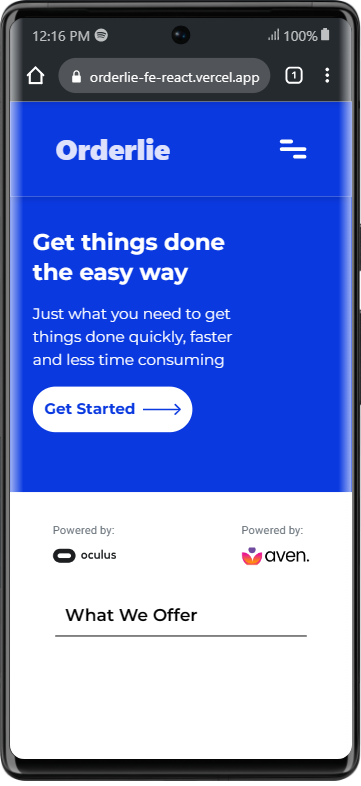 12:16 PM 100%
orderlie-fe-react.vercel.app 1
Orderlie
Get things done
the easy way
Just what you need to get
things done quickly, faster
and less time consuming
Get Started
Powered by: Powered by:
oculus aven.
What We Offer